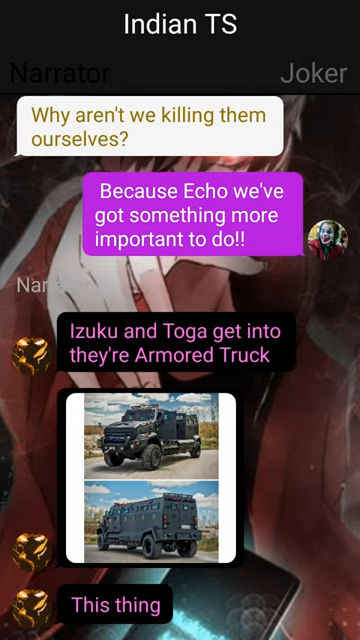 Indian TS
Narrator
Joker
Why aren't we killing them
ourselves?
Because Echo we've
got something more
important to do!!
Nar
Izuku and Toga get into
they're Armored Truck
This thing